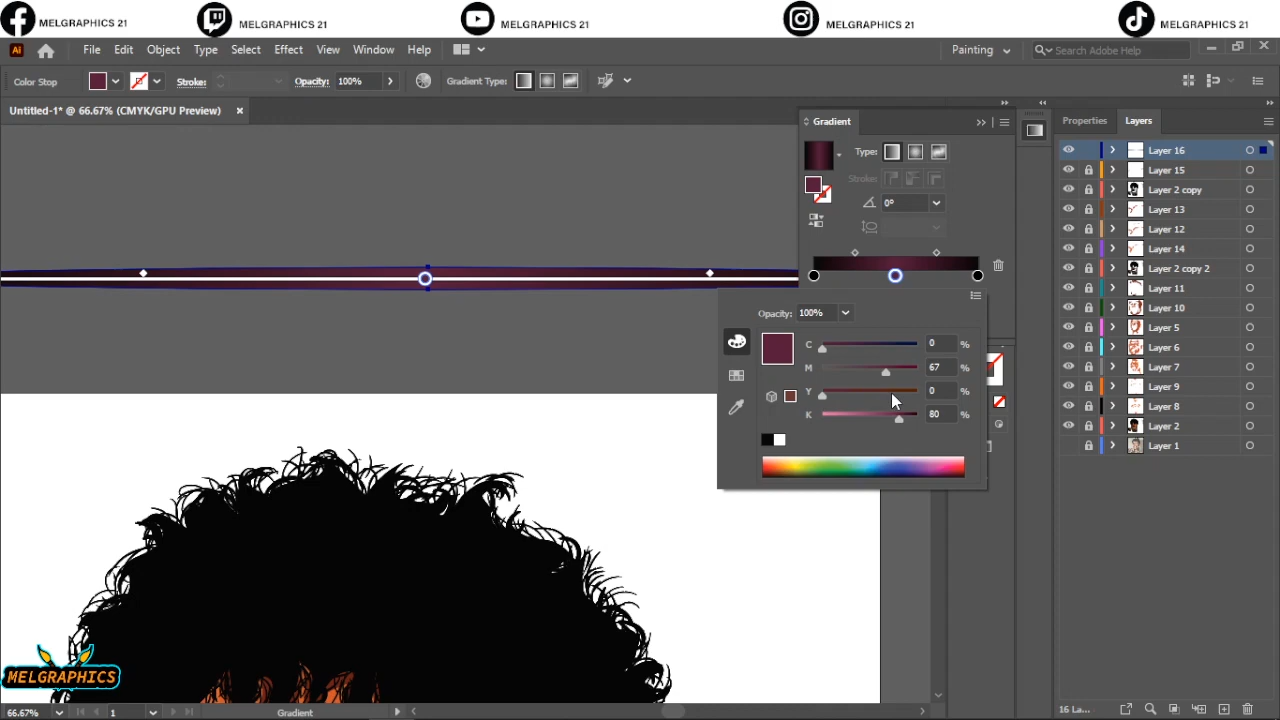 MELGRAPHICS 21 MELGRAPHICS 21 MELGRAPHICS 21 MELGRAPHICS 21 MELGRAPHICS 21
Ai File Edit Object Type Select Effect View Window Help Painting Search Adobe Help
Color Stop Stroke: Opacity: 100% Gradient Type:
Untitled-1* @ 66.67% (CMYK/GPU Preview)
Gradient
Type:
Stroke:
0°
Opacity: 100%
C 0 %
M 67 %
Y 0 %
K 80 %
Properties Layers
Layer 16
Layer 15
Layer 2 copy
Layer 13
Layer 12
Layer 14
Layer 2 copy 2
Layer 11
Layer 10
Layer 5
Layer 6
Layer 7
Layer 9
Layer 8
Layer 2
Layer 1
MELGRAPHICS
66.67% 1 Gradient
16 La...